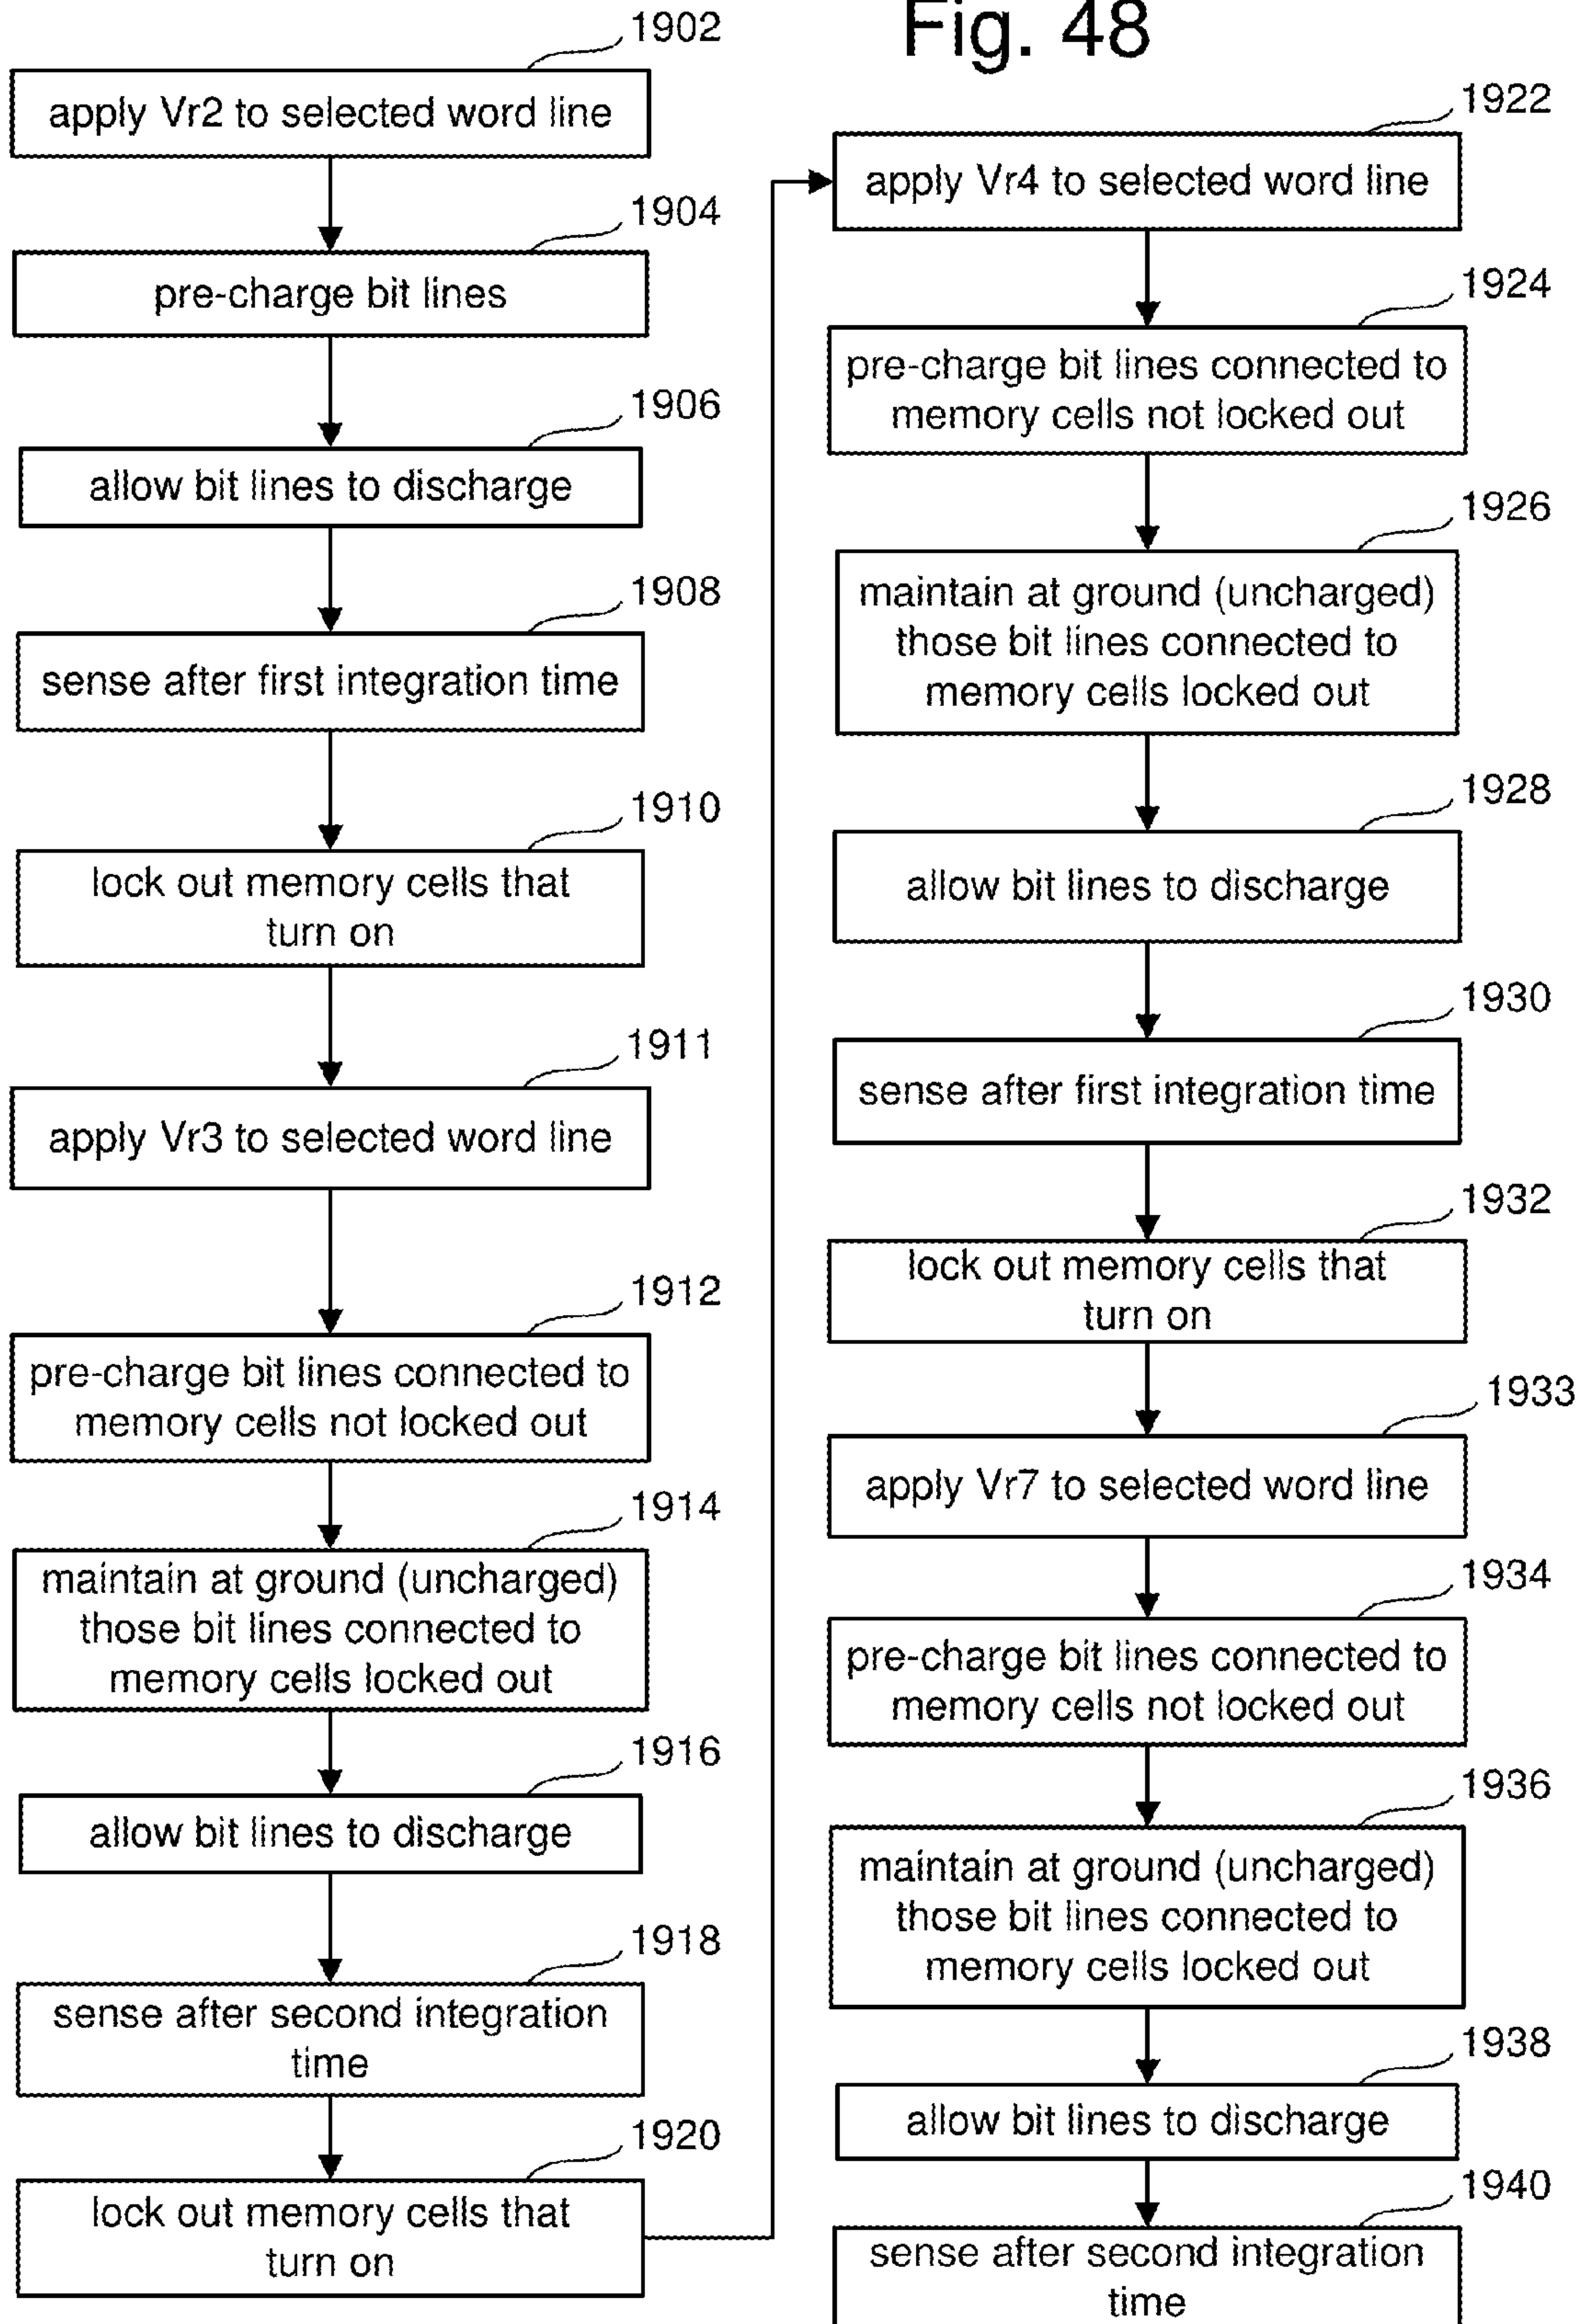 Fig. 48
1902
apply Vr2 to selected word line
1904
pre-charge bit lines
1906
allow bit lines to discharge
1908
sense after first integration time
1910
lock out memory cells that
turn on
1911
apply Vr3 to selected word line
1912
pre-charge bit lines connected to
memory cells not locked out
1914
maintain at ground (uncharged)
those bit lines connected to
memory cells locked out
1916
allow bit lines to discharge
1918
sense after second integration
time
1920
lock out memory cells that
turn on
1922
apply Vr4 to selected word line
1924
pre-charge bit lines connected to
memory cells not locked out
1926
maintain at ground (uncharged)
those bit lines connected to
memory cells locked out
1928
allow bit lines to discharge
1930
sense after first integration time
1932
lock out memory cells that
turn on
1933
apply Vr7 to selected word line
1934
pre-charge bit lines connected to
memory cells not locked out
1936
maintain at ground (uncharged)
those bit lines connected to
memory cells locked out
1938
allow bit lines to discharge
1940
sense after second integration
time